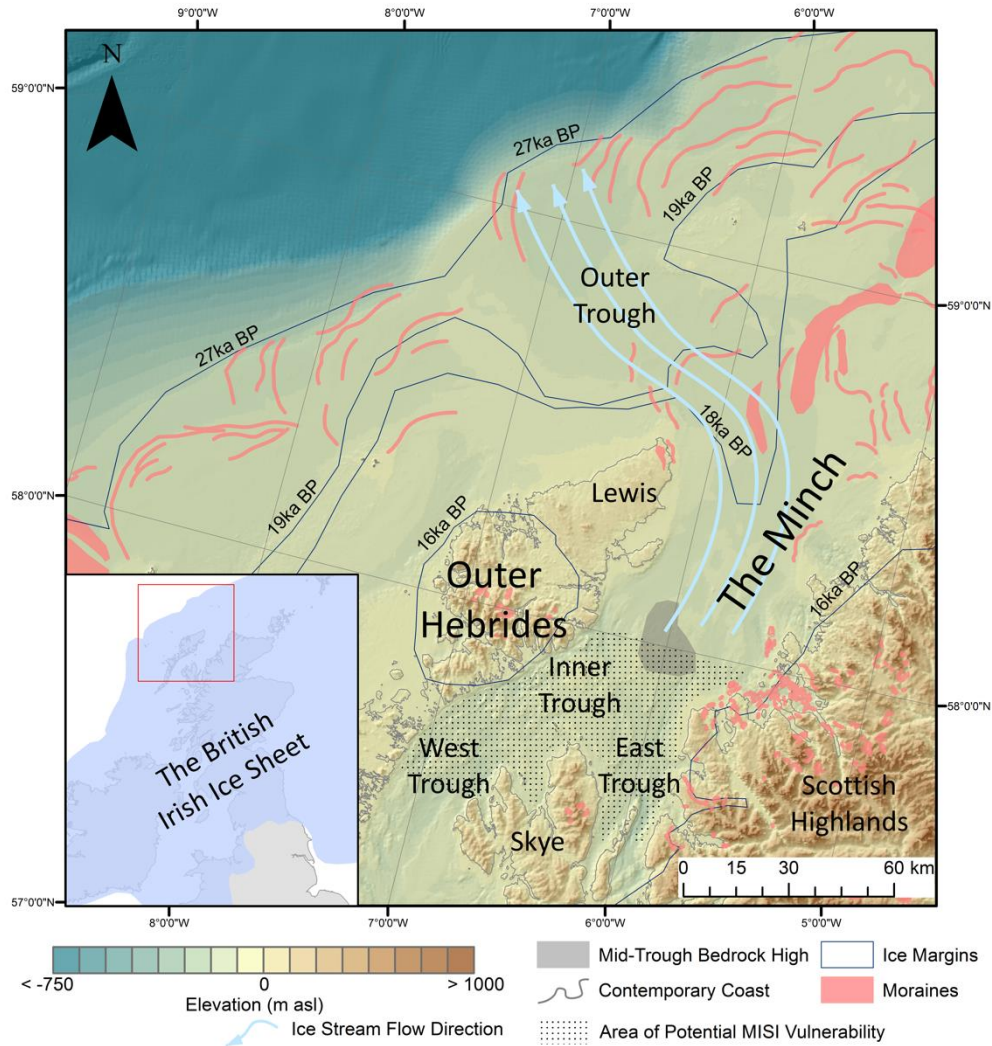 9°0'0"W
8°0'0"W
7°0'0"W
6°0'0"W
N
59°0'0"N
27ka BP
19ka BP
Outer
Trough
59°0'0"N
27ka BP
18ka BP
58°0'0"N
Lewis
The Minch
19ka BP
16ka BP
Outer
Hebrides
16ka BP
Inner
Trough
58°0'0"N
West
Trough
East
Trough
The British
Irish Ice Sheet
Scottish
Highlands
Skye
0 15 30 60 km
57°0'0"N
8°0'0"W
7°0'0"W
6°0'0"W
5°0'0"W
< -750 0 > 1000
Elevation (m asl)
Ice Stream Flow Direction
Mid-Trough Bedrock High
Ice Margins
Contemporary Coast
Moraines
Area of Potential MISI Vulnerability